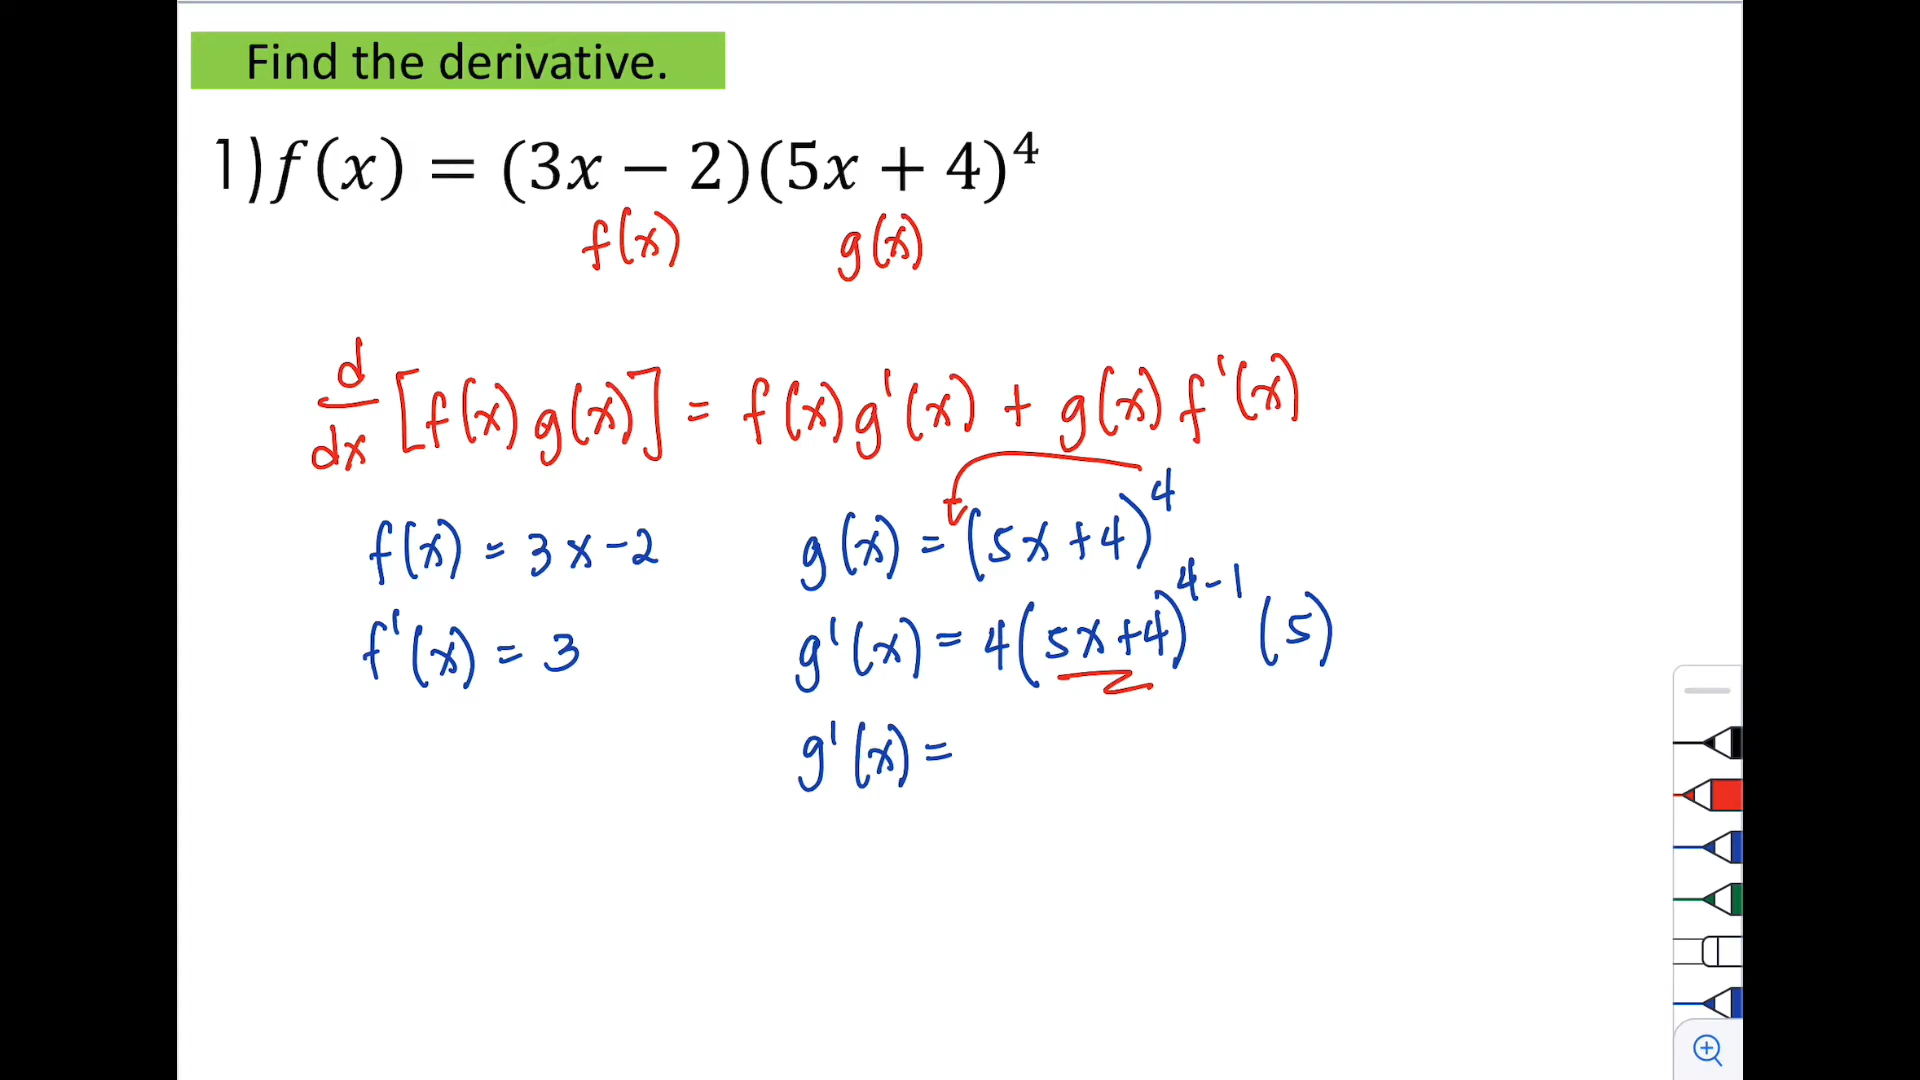 Find the derivative.
1) f(x) = (3x − 2)(5x + 4)⁴
f(x) g(x)
d/dx [f(x) g(x)] = f(x) g'(x) + g(x) f'(x)
f(x) = 3x-2 g(x) = (5x+4)⁴
f'(x) = 3 g'(x) = 4(5x+4)⁴⁻¹ (5)
g'(x) =